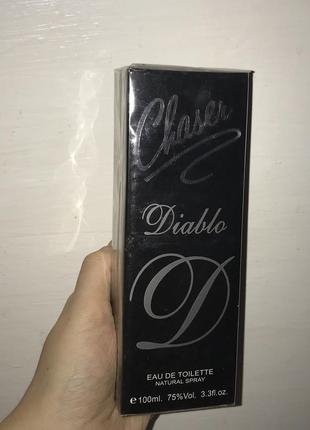 Chaser
Diablo
D
EAU DE TOILETTE
NATURAL SPRAY
e 100ml. 75%Vol. 3.3fl.oz.